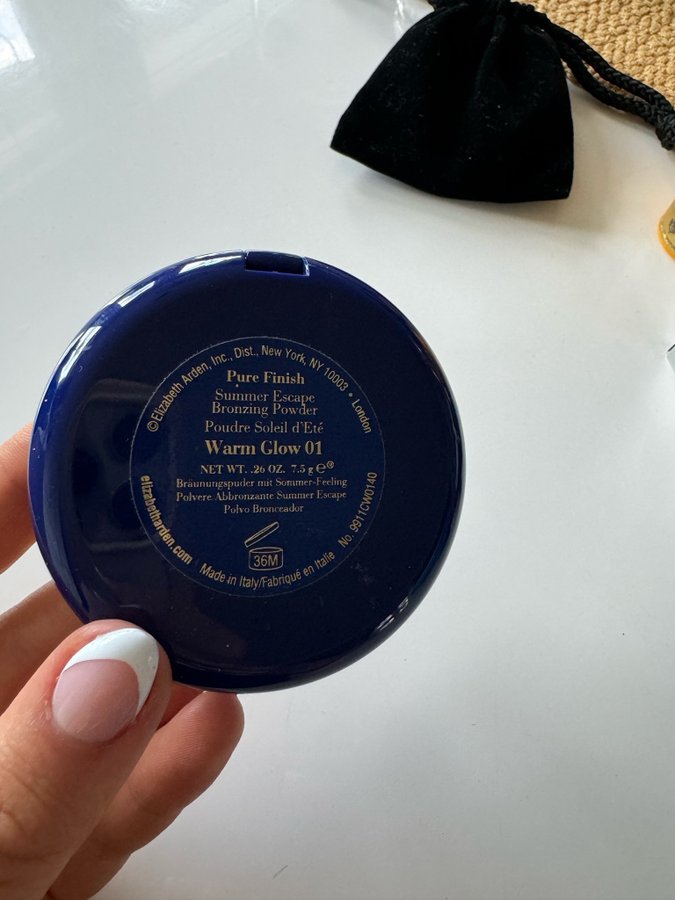 ©Elizabeth Arden, Inc., Dist., New York, NY 10003 • London
Pure Finish
Summer Escape
Bronzing Powder
Poudre Soleil d'Eté
Warm Glow 01
NET WT. .26 OZ. 7.5 g e
Bräunungspuder mit Sommer-Feeling
Polvere Abbronzante Summer Escape
Polvo Bronceador
36M
elizabetharden.com
Made in Italy/Fabriqué en Italie
No. 9911CW0140